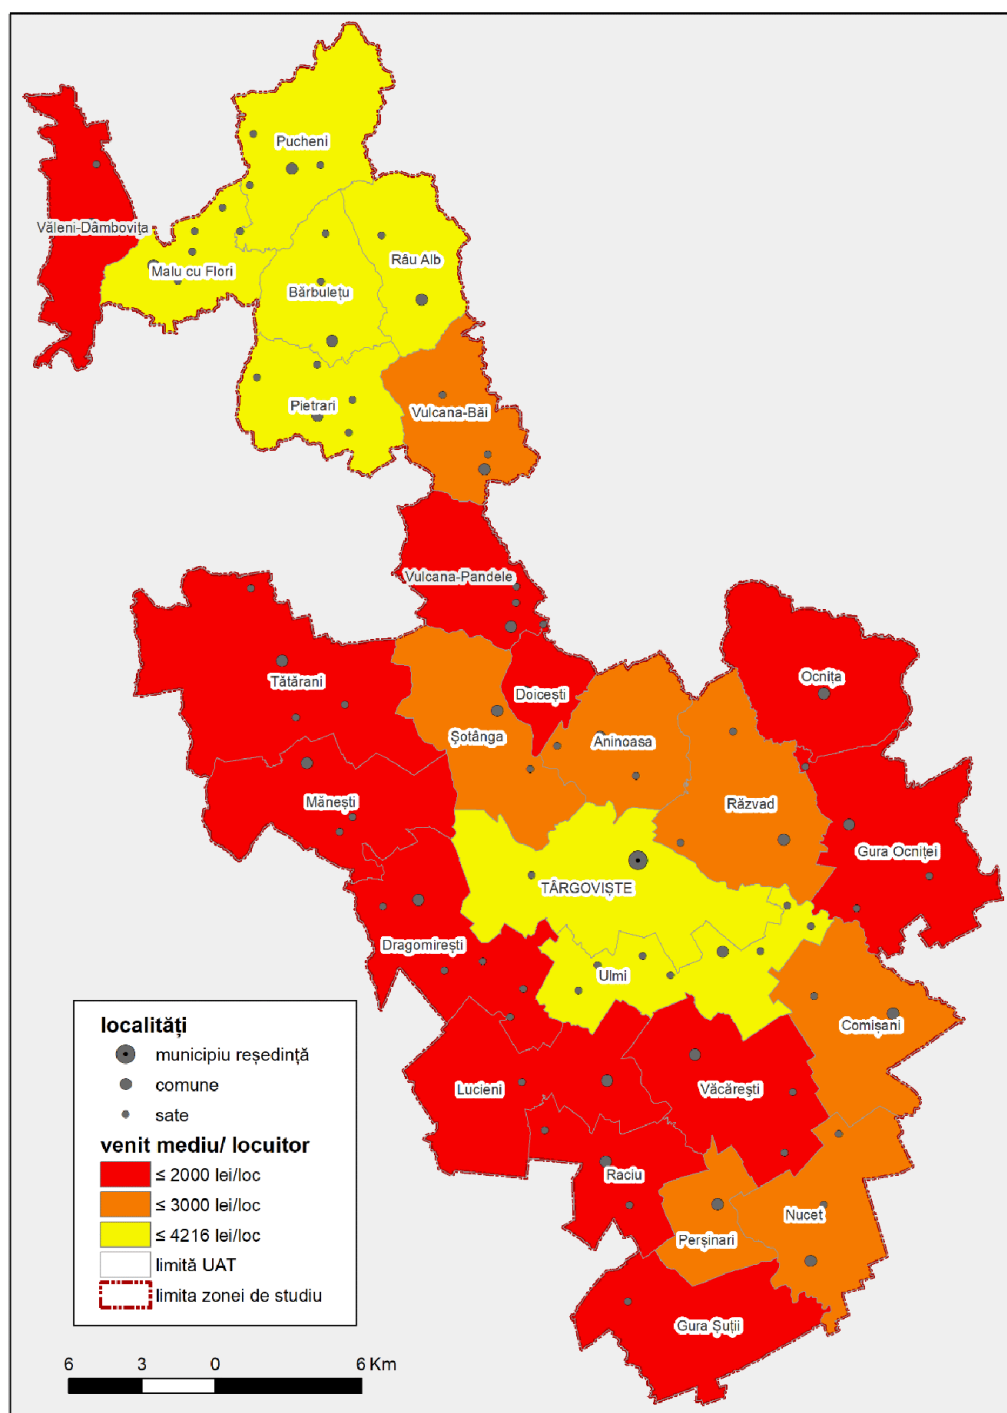 Pucheni
Văleni-Dâmbovița
Malu cu Flori
Râu Alb
Bărbulețu
Pietrari
Vulcana-Băi
Vulcana-Pandele
Tătărani
Doicești
Ocnița
Șotânga
Aninoasa
Mănești
Răzvad
Gura Ocniței
TÂRGOVIȘTE
Dragomirești
Ulmi
Comișani
Lucieni
Văcărești
Raciu
Nucet
Perșinari
Gura Șuții
localități
municipiu reședință
comune
sate
venit mediu/ locuitor
≤ 2000 lei/loc
≤ 3000 lei/loc
≤ 4216 lei/loc
limită UAT
limita zonei de studiu
6 3 0 6 Km